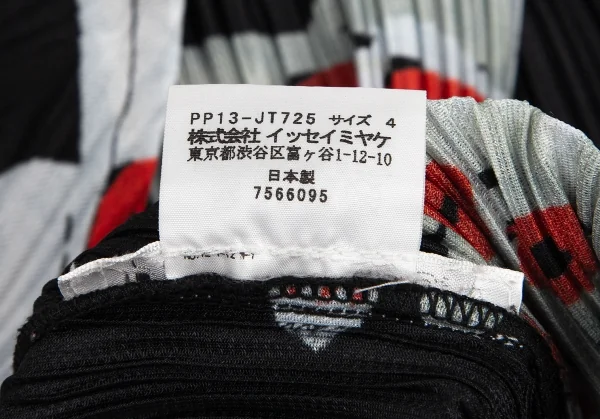 PP13-JT725 サイズ 4
株式会社 イッセイミヤケ
東京都渋谷区富ヶ谷1-12-10
日本製
7566095